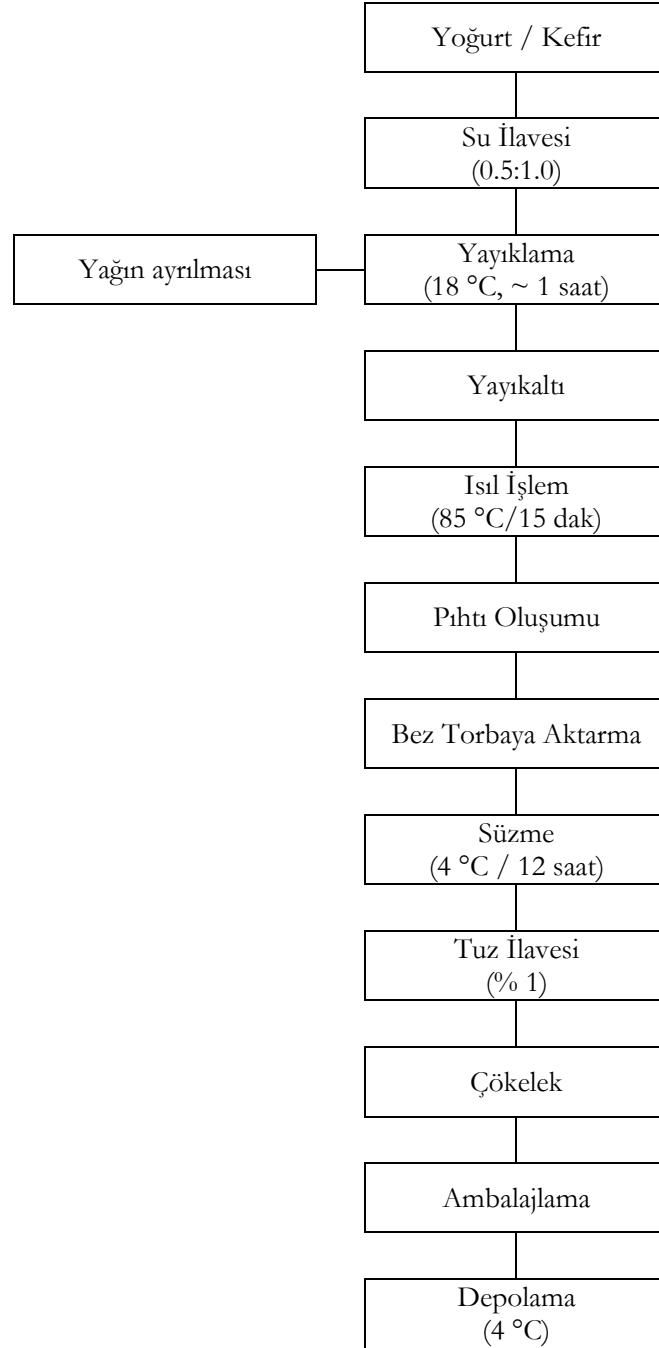 Yoğurt / Kefir
Su İlavesi
(0.5:1.0)
Yağın ayrılması
Yayıklama
(18 °C, ~ 1 saat)
Yayıkaltı
Isıl İşlem
(85 °C/15 dak)
Pıhtı Oluşumu
Bez Torbaya Aktarma
Süzme
(4 °C / 12 saat)
Tuz İlavesi
(% 1)
Çökelek
Ambalajlama
Depolama
(4 °C)